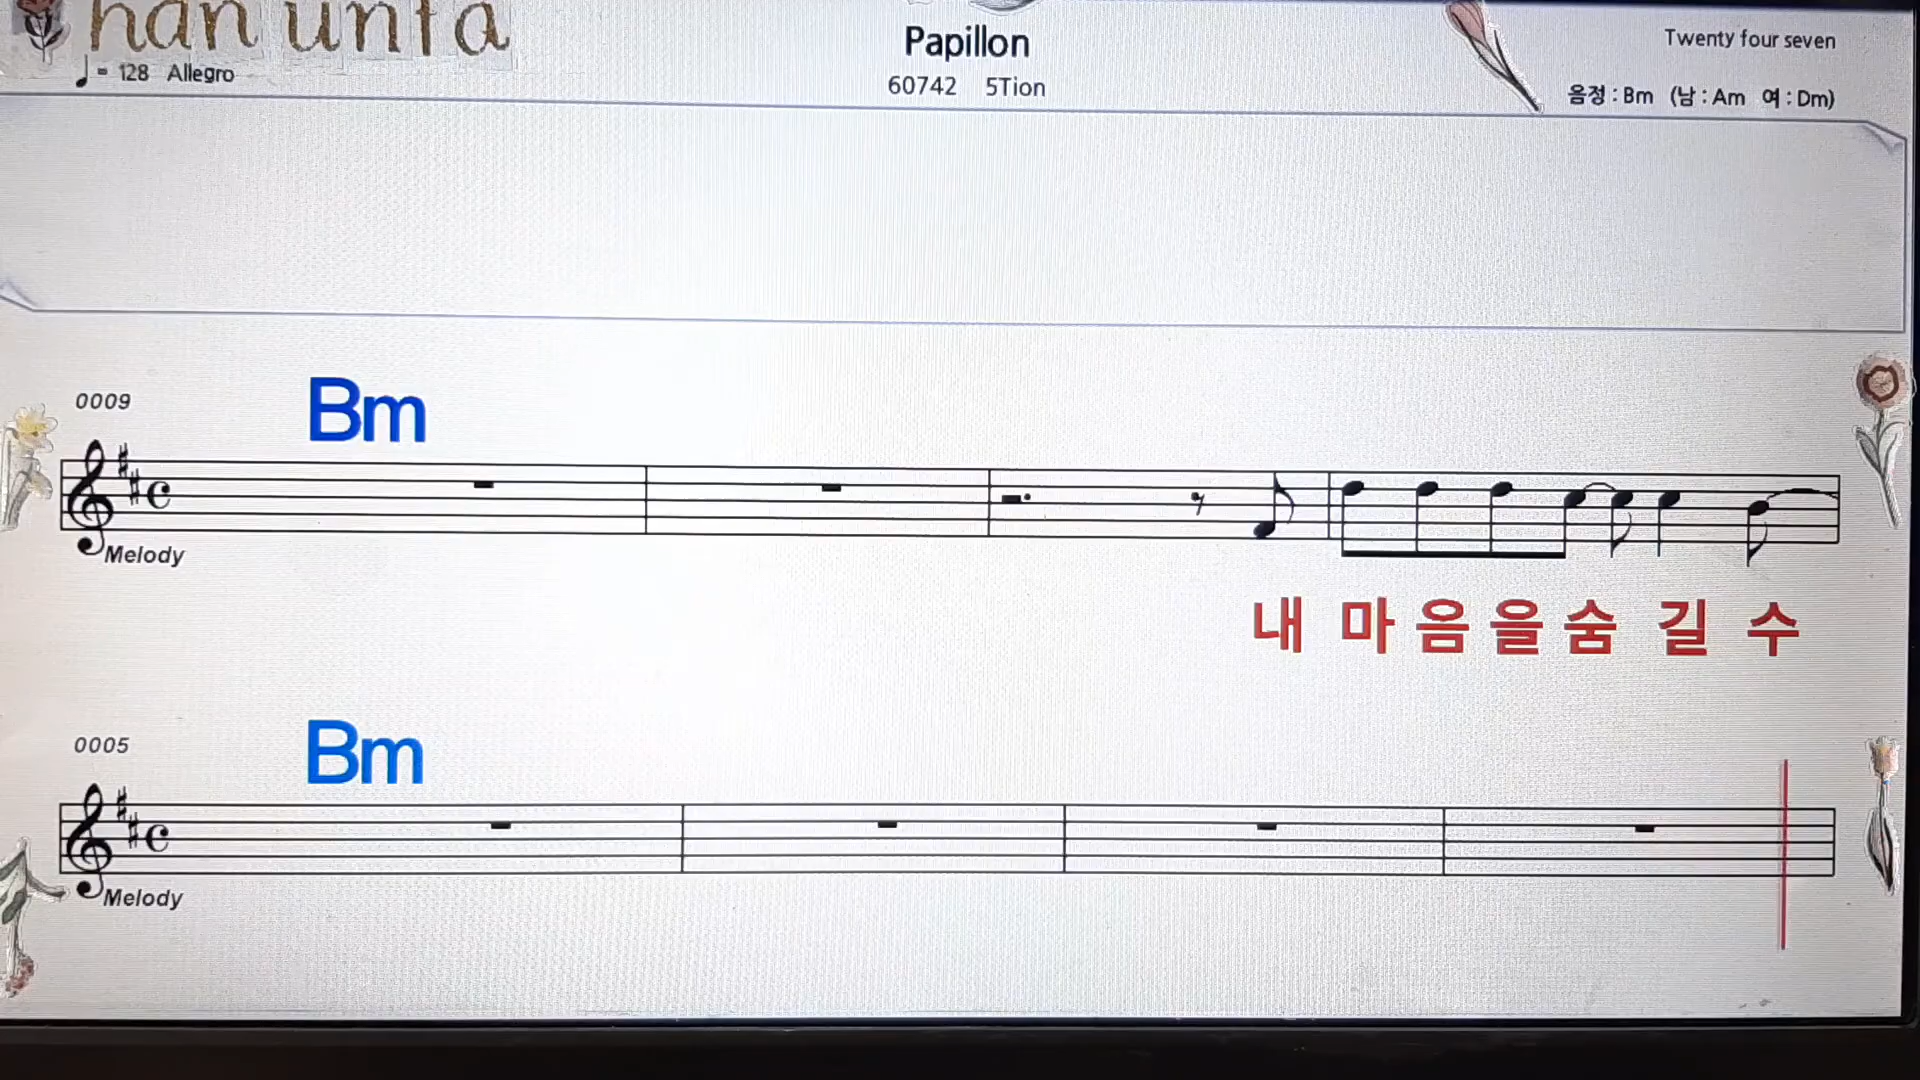 han unta
Papillon
Twenty four seven
♩ = 128 Allegro
60742 5Tion
음정 : Bm (남 : Am 여 : Dm)
0009
Bm
Melody
내 마 음 을 숨 길 수
0005
Bm
Melody